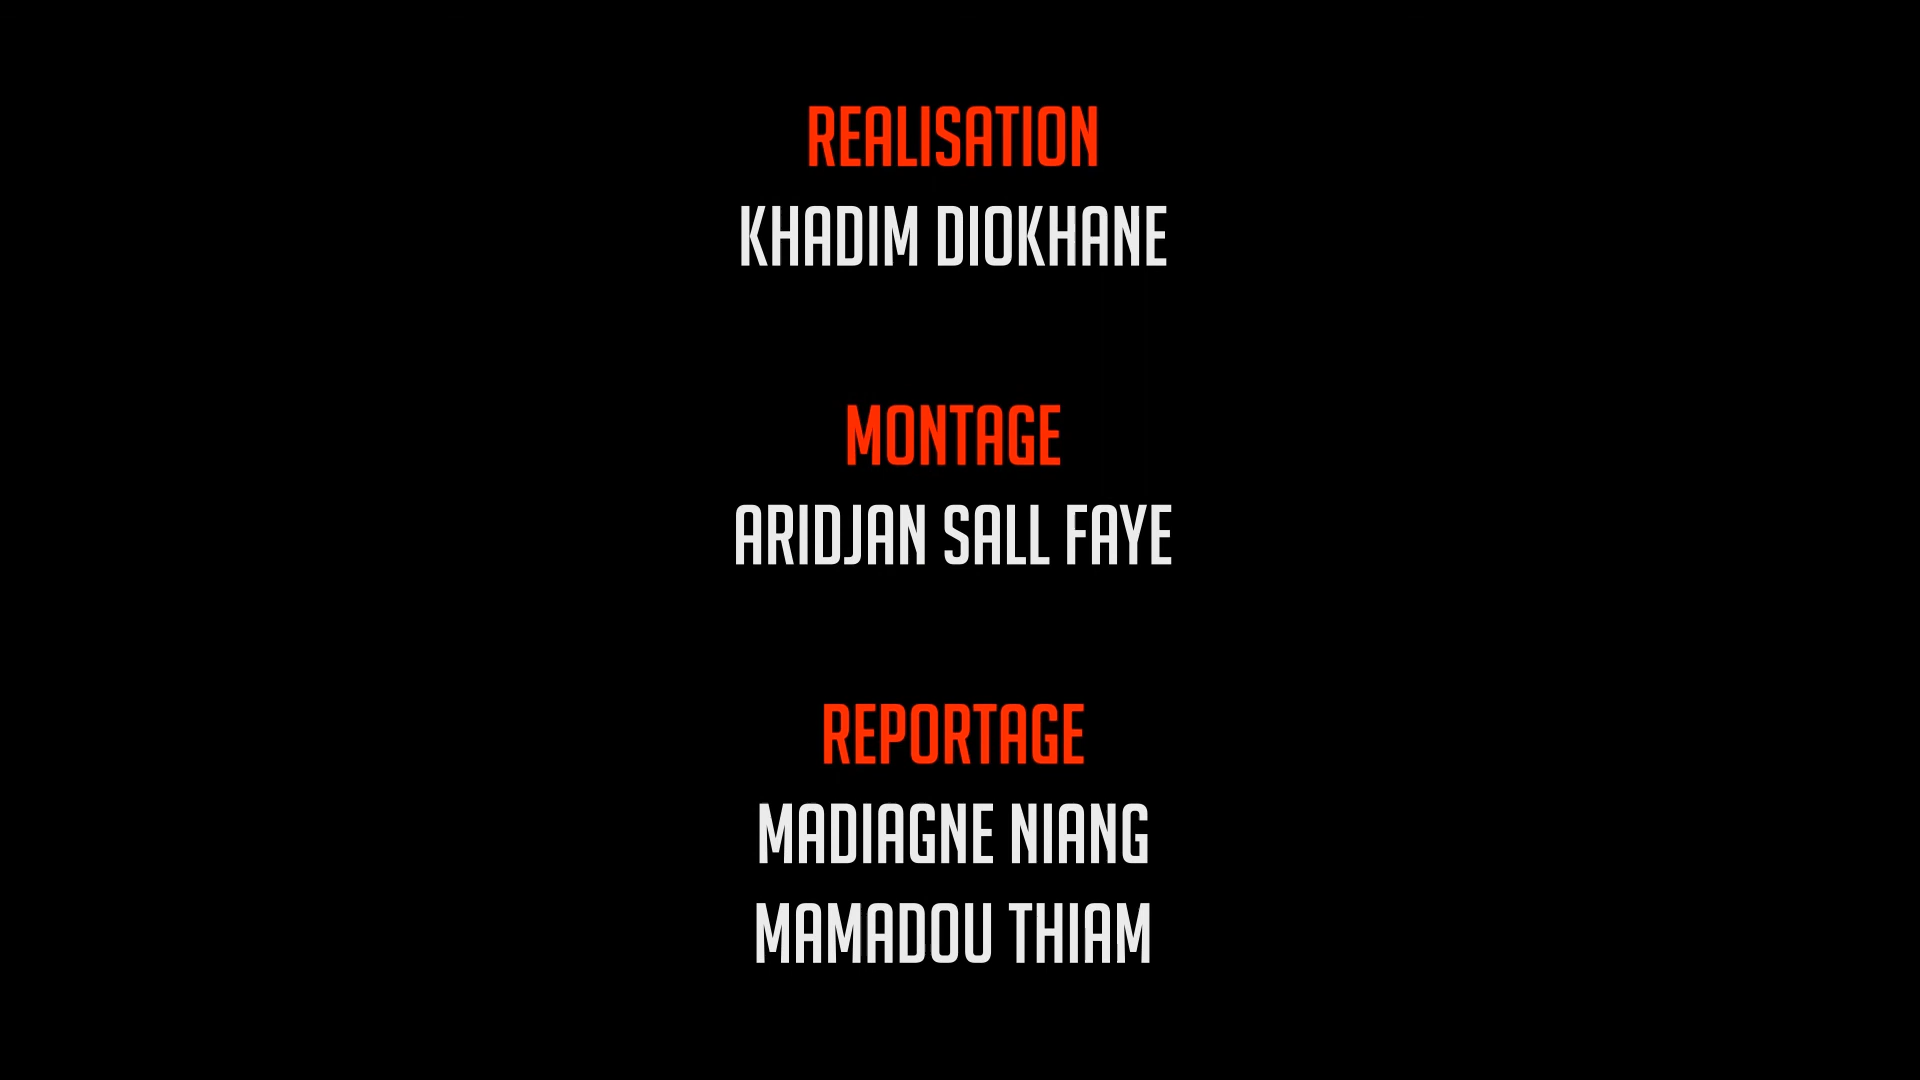 REALISATION
KHADIM DIOKHANE
MONTAGE
ARIDJAN SALL FAYE
REPORTAGE
MADIAGNE NIANG
MAMADOU THIAM